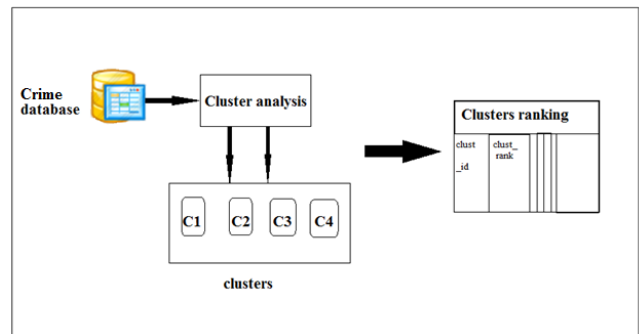 Crime
database
Cluster analysis
C1 C2 C3 C4
clusters
Clusters ranking
clust
_id
clust_
rank